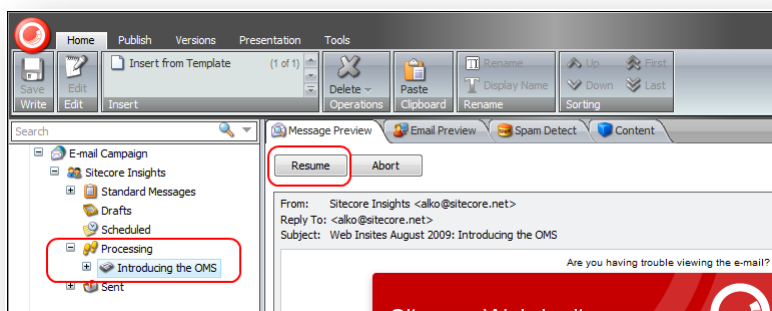 Home Publish Versions Presentation Tools
Save
Write
Edit
Edit
Insert from Template (1 of 1)
Insert
Delete
Operations
Paste
Clipboard
Rename
Display Name
Rename
Up First
Down Last
Sorting
Search
Message Preview Email Preview Spam Detect Content
E-mail Campaign
Sitecore Insights
Standard Messages
Drafts
Scheduled
Processing
Introducing the OMS
Sent
Resume Abort
From: Sitecore Insights <alko@sitecore.net>
Reply To: <alko@sitecore.net>
Subject: Web Insites August 2009: Introducing the OMS
Are you having trouble viewing the e-mail?